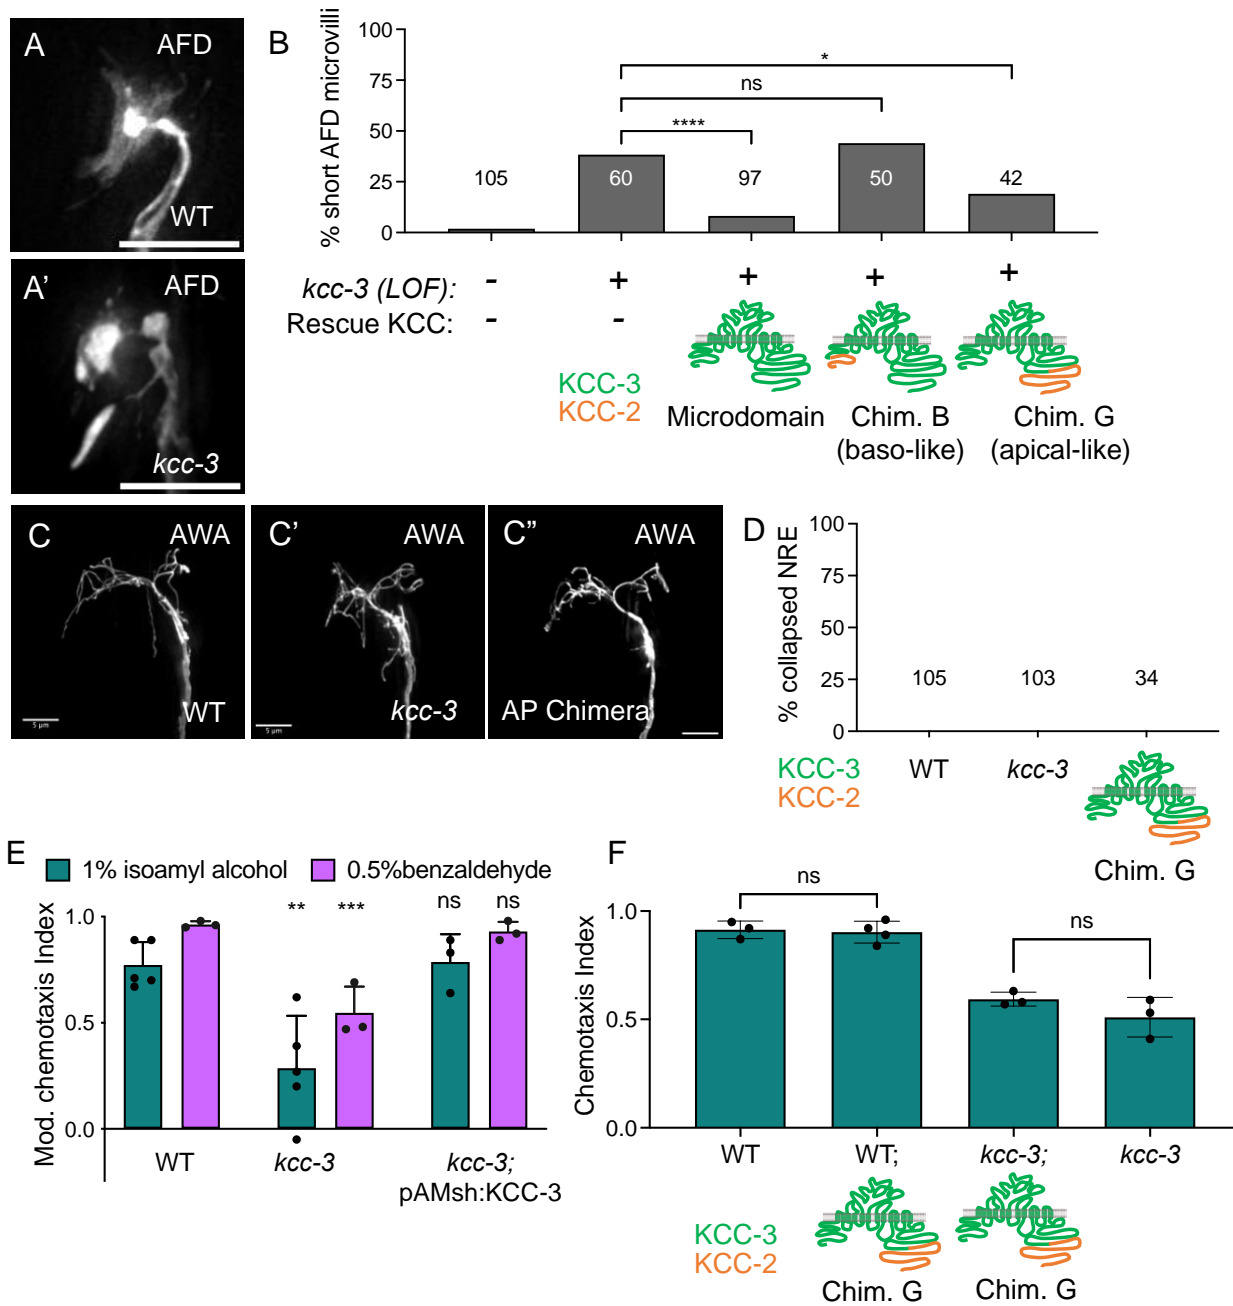 A
AFD
WT
A'
AFD
kcc-3
B
% short AFD microvilli
100
75
50
25
0
*
ns
****
105
60
97
50
42
kcc-3 (LOF):
-
+
+
+
+
Rescue KCC:
-
-
KCC-3
KCC-2
Microdomain
Chim. B
(baso-like)
Chim. G
(apical-like)
C
AWA
WT
5 µm
C'
AWA
kcc-3
5 µm
C"
AWA
AP Chimera
D
% collapsed NRE
100
75
50
25
0
105
103
34
WT
kcc-3
KCC-3
KCC-2
Chim. G
E
1% isoamyl alcohol
0.5%benzaldehyde
Mod. chemotaxis Index
1.0
0.5
0.0
**
***
ns
ns
WT
kcc-3
kcc-3;
pAMsh:KCC-3
F
Chemotaxis Index
1.0
0.5
0.0
ns
ns
WT
WT;
kcc-3;
kcc-3
KCC-3
KCC-2
Chim. G
Chim. G